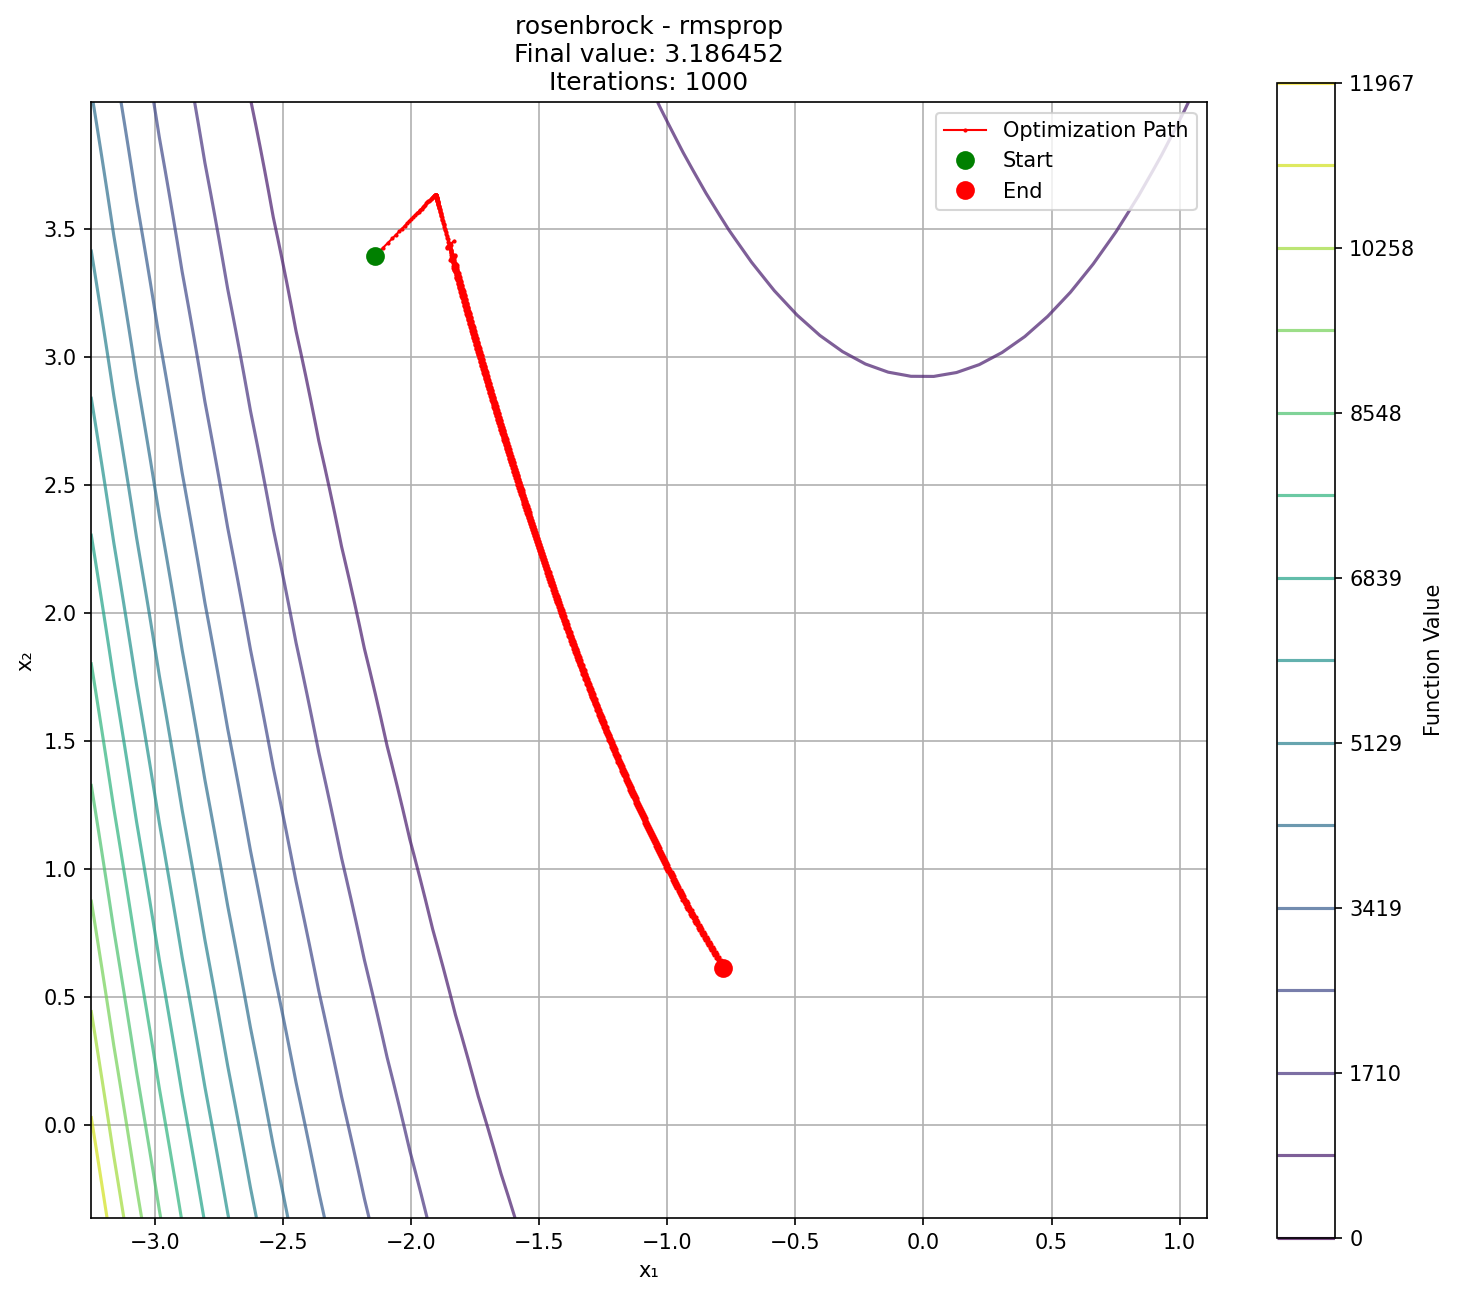 rosenbrock - rmsprop
Final value: 3.186452
Iterations: 1000
Optimization Path
Start
End
3.5
3.0
2.5
2.0
1.5
1.0
0.5
0.0
x₂
−3.0
−2.5
−2.0
−1.5
−1.0
−0.5
0.0
0.5
1.0
x₁
11967
10258
8548
6839
5129
3419
1710
0
Function Value